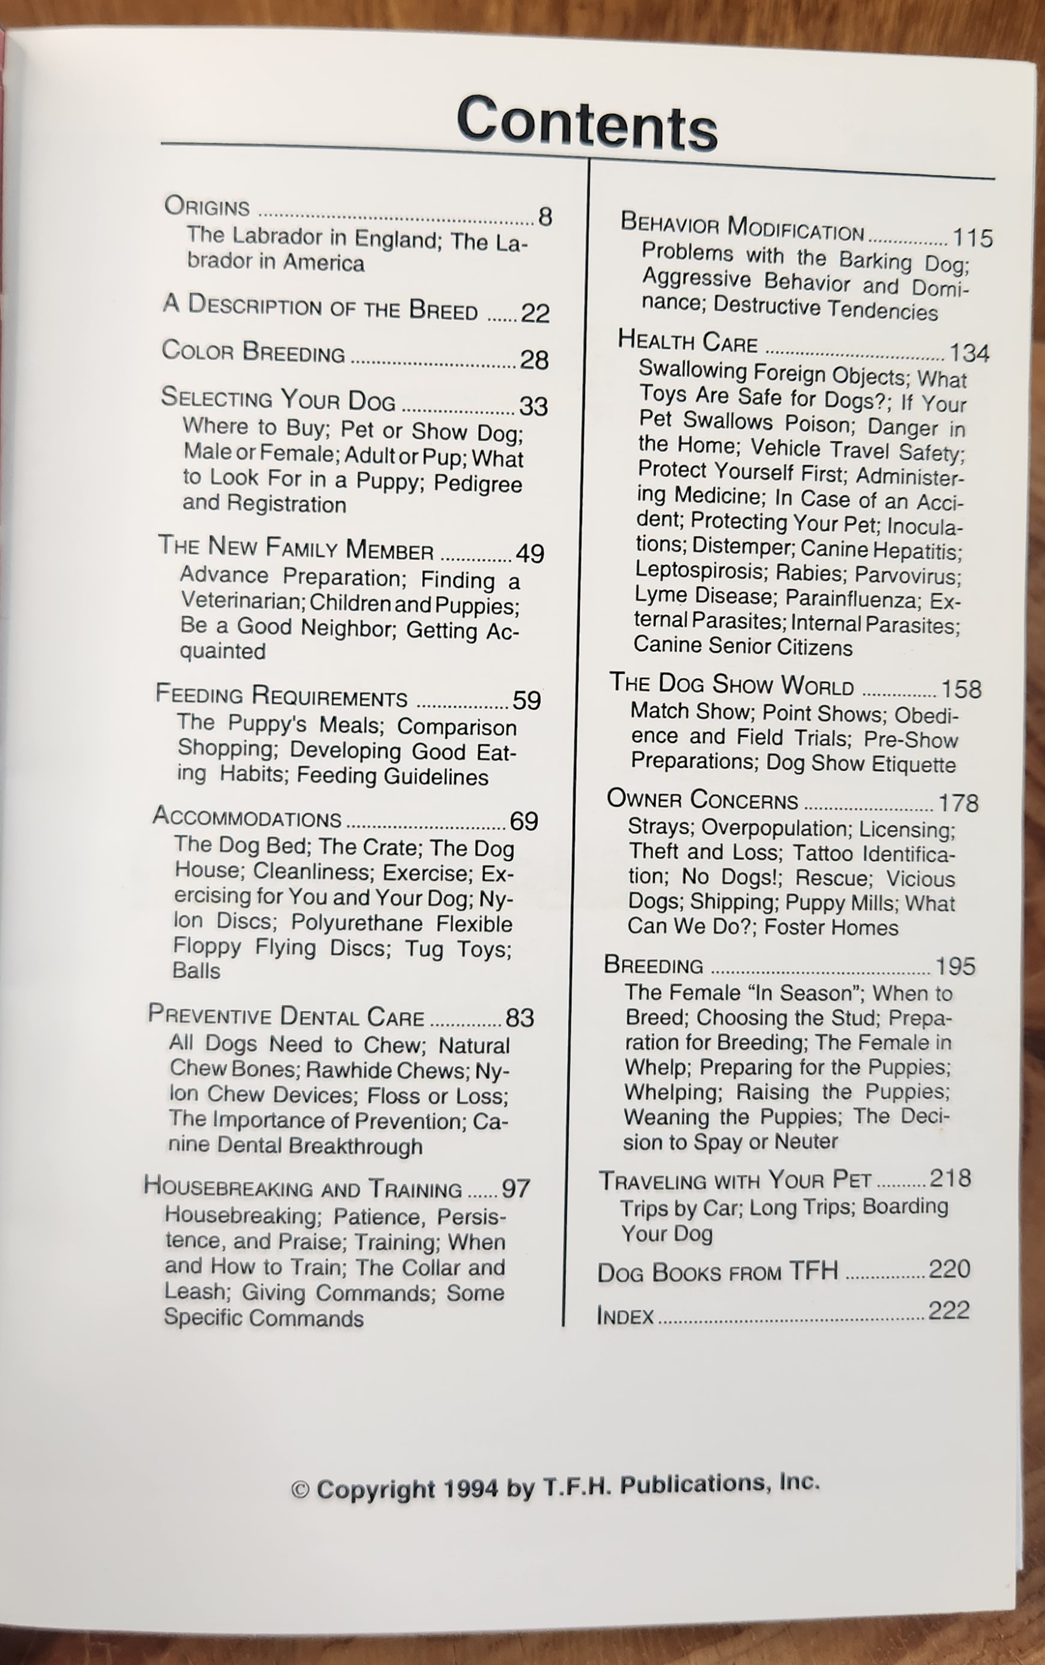 Contents
ORIGINS ............................................ 8
The Labrador in England; The La-
brador in America
A DESCRIPTION OF THE BREED ...... 22
COLOR BREEDING ................................ 28
SELECTING YOUR DOG ...................... 33
Where to Buy; Pet or Show Dog;
Male or Female; Adult or Pup; What
to Look For in a Puppy; Pedigree
and Registration
THE NEW FAMILY MEMBER ............. 49
Advance Preparation; Finding a
Veterinarian; Children and Puppies;
Be a Good Neighbor; Getting Ac-
quainted
FEEDING REQUIREMENTS .................. 59
The Puppy's Meals; Comparison
Shopping; Developing Good Eat-
ing Habits; Feeding Guidelines
ACCOMMODATIONS ............................... 69
The Dog Bed; The Crate; The Dog
House; Cleanliness; Exercise; Ex-
ercising for You and Your Dog; Ny-
lon Discs; Polyurethane Flexible
Floppy Flying Discs; Tug Toys;
Balls
PREVENTIVE DENTAL CARE ............. 83
All Dogs Need to Chew; Natural
Chew Bones; Rawhide Chews; Ny-
lon Chew Devices; Floss or Loss;
The Importance of Prevention; Ca-
nine Dental Breakthrough
HOUSEBREAKING AND TRAINING ...... 97
Housebreaking; Patience, Persis-
tence, and Praise; Training; When
and How to Train; The Collar and
Leash; Giving Commands; Some
Specific Commands
BEHAVIOR MODIFICATION ............... 115
Problems with the Barking Dog;
Aggressive Behavior and Domi-
nance; Destructive Tendencies
HEALTH CARE .................................. 134
Swallowing Foreign Objects; What
Toys Are Safe for Dogs?; If Your
Pet Swallows Poison; Danger in
the Home; Vehicle Travel Safety;
Protect Yourself First; Administer-
ing Medicine; In Case of an Acci-
dent; Protecting Your Pet; Inocula-
tions; Distemper; Canine Hepatitis;
Leptospirosis; Rabies; Parvovirus;
Lyme Disease; Parainfluenza; Ex-
ternal Parasites; Internal Parasites;
Canine Senior Citizens
THE DOG SHOW WORLD .............. 158
Match Show; Point Shows; Obedi-
ence and Field Trials; Pre-Show
Preparations; Dog Show Etiquette
OWNER CONCERNS ......................... 178
Strays; Overpopulation; Licensing;
Theft and Loss; Tattoo Identifica-
tion; No Dogs!; Rescue; Vicious
Dogs; Shipping; Puppy Mills; What
Can We Do?; Foster Homes
BREEDING .......................................... 195
The Female “In Season”; When to
Breed; Choosing the Stud; Prepa-
ration for Breeding; The Female in
Whelp; Preparing for the Puppies;
Whelping; Raising the Puppies;
Weaning the Puppies; The Deci-
sion to Spay or Neuter
TRAVELING WITH YOUR PET .......... 218
Trips by Car; Long Trips; Boarding
Your Dog
DOG BOOKS FROM TFH ................ 220
INDEX .................................................... 222
© Copyright 1994 by T.F.H. Publications, Inc.